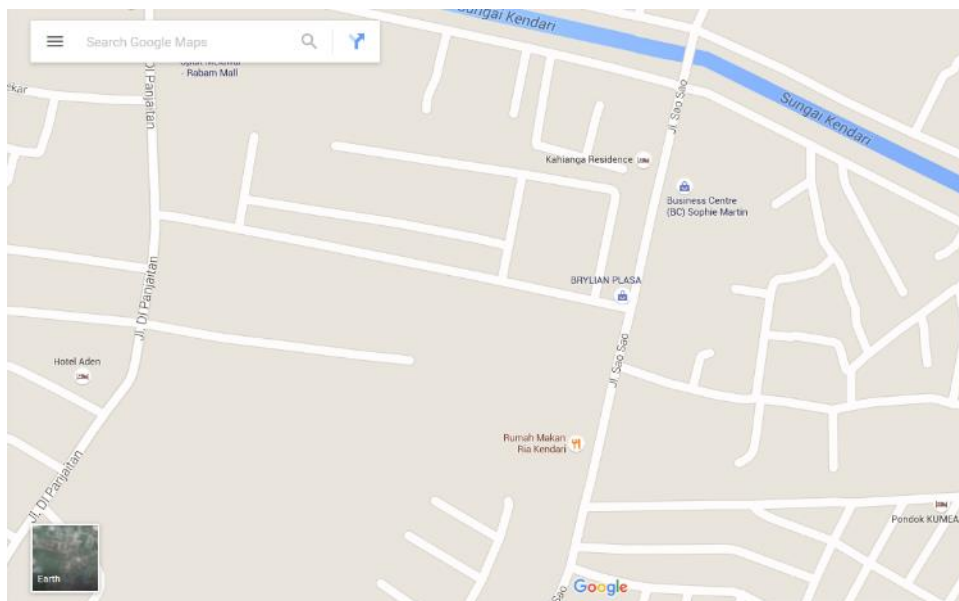 Search Google Maps
Sungai Kendari
- Rabam Mall
ekar
Jl. DI Panjaitan
Jl. Sao Sao
Sungai Kendari
Kahianga Residence
Business Centre
(BC) Sophie Martin
BRYLIAN PLASA
Jl. DI Panjaitan
Hotel Aden
Jl. Sao Sao
Rumah Makan
Ria Kendari
Jl. DI Panjaitan
Pondok KUMEA
Earth
Google
Sao